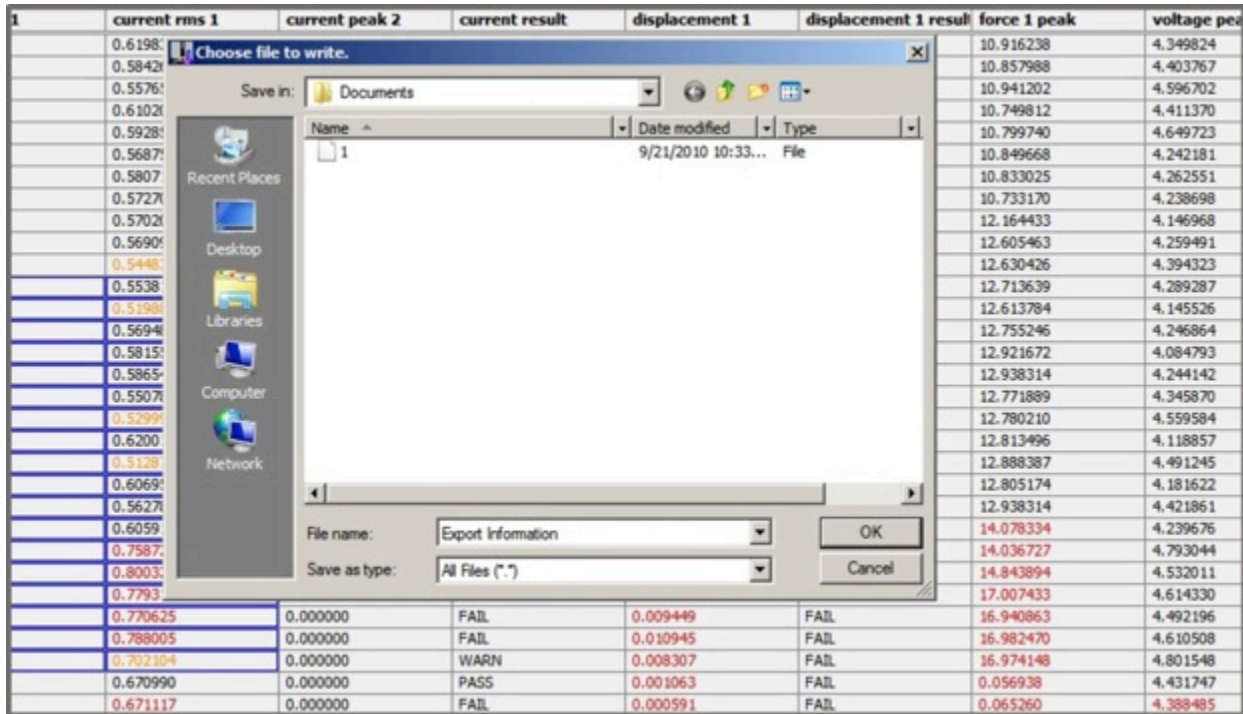 1 current rms 1 current peak 2 current result displacement 1 displacement 1 result force 1 peak voltage pea
Choose file to write.
Save in: Documents
Name Date modified Type
1 9/21/2010 10:33... File
Recent Places
Desktop
Libraries
Computer
Network
File name: Export Information OK
Save as type: All Files (*.*) Cancel
10.916238 4.349824
10.857988 4.403767
10.941202 4.596702
10.749812 4.411370
10.799740 4.649723
10.849668 4.242181
10.833025 4.262551
10.733170 4.238698
12.164433 4.146968
12.605463 4.259491
12.630426 4.394323
12.713639 4.289287
12.613784 4.145526
12.755246 4.246864
12.921672 4.084793
12.938314 4.244142
12.771889 4.345870
12.780210 4.559584
12.813496 4.118857
12.888387 4.491245
12.805174 4.181622
12.938314 4.421861
14.078334 4.239676
14.036727 4.793044
14.843894 4.532011
17.007433 4.614330
0.770625 0.000000 FAIL 0.009449 FAIL 16.940863 4.492196
0.788005 0.000000 FAIL 0.010945 FAIL 16.982470 4.610508
0.702104 0.000000 WARN 0.008307 FAIL 16.974148 4.801548
0.670990 0.000000 PASS 0.001063 FAIL 0.056938 4.431747
0.671117 0.000000 FAIL 0.000591 FAIL 0.065260 4.388485